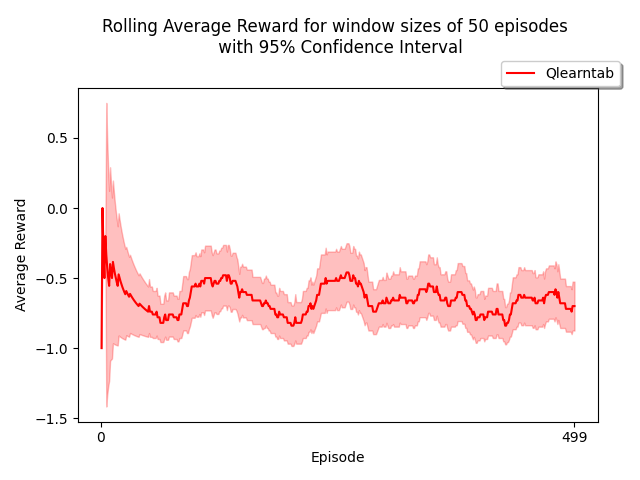 Rolling Average Reward for window sizes of 50 episodes
with 95% Confidence Interval
Qlearntab
0.5
0.0
−0.5
−1.0
−1.5
Average Reward
0
499
Episode